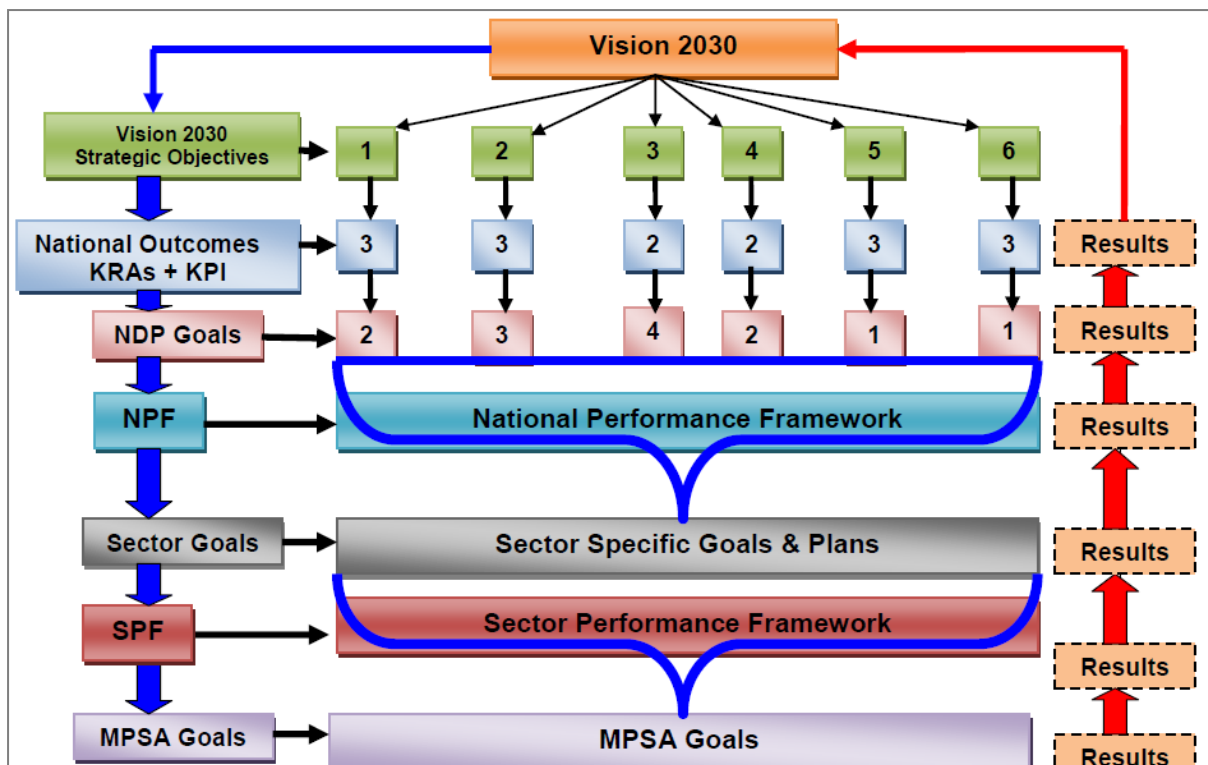 Vision 2030
Vision 2030
Strategic Objectives
1 2 3 4 5 6
National Outcomes
KRAs + KPI
3 3 2 2 3 3
Results
NDP Goals
2 3 4 2 1 1
Results
NPF
National Performance Framework
Results
Sector Goals
Sector Specific Goals & Plans
Results
SPF
Sector Performance Framework
Results
MPSA Goals
MPSA Goals
Results